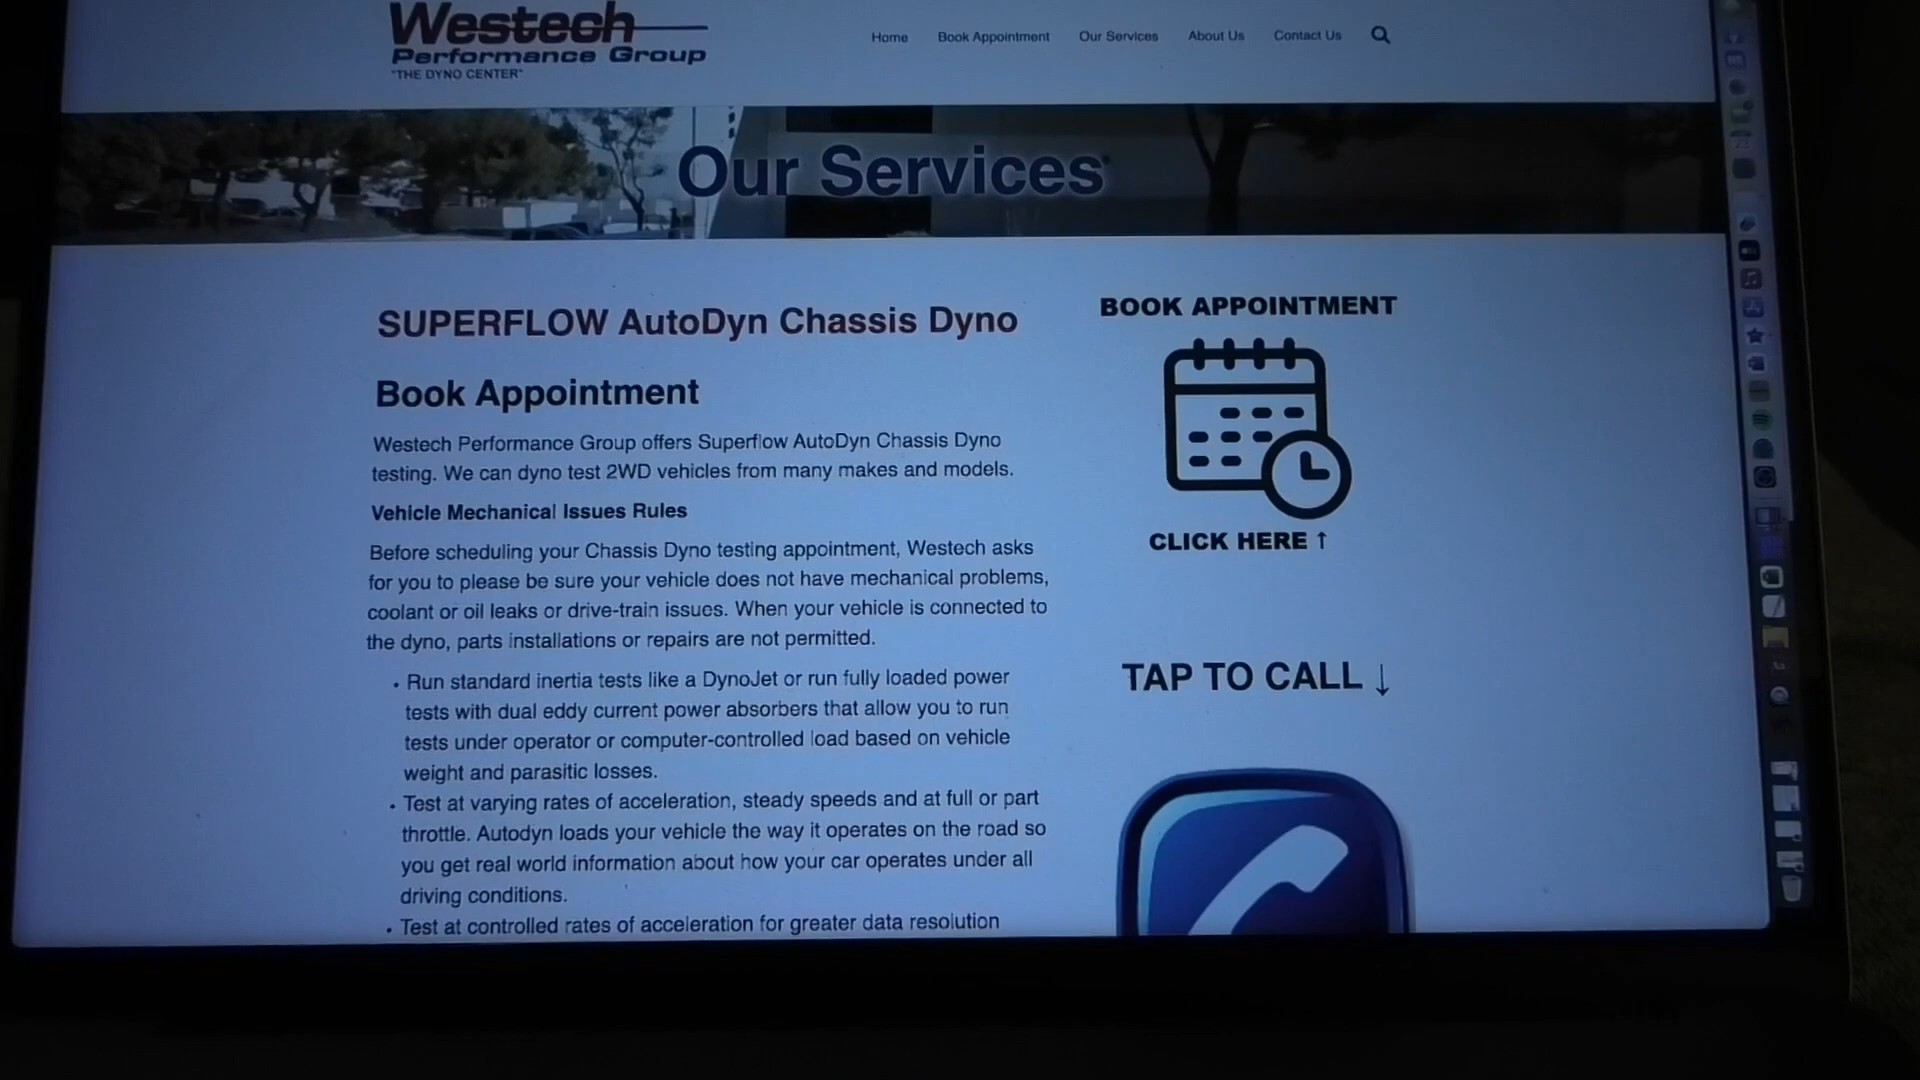 Westech
Performance Group
"THE DYNO CENTER"
Home Book Appointment Our Services About Us Contact Us
Our Services
SUPERFLOW AutoDyn Chassis Dyno
Book Appointment
Westech Performance Group offers Superflow AutoDyn Chassis Dyno
testing. We can dyno test 2WD vehicles from many makes and models.
Vehicle Mechanical Issues Rules
Before scheduling your Chassis Dyno testing appointment, Westech asks
for you to please be sure your vehicle does not have mechanical problems,
coolant or oil leaks or drive-train issues. When your vehicle is connected to
the dyno, parts installations or repairs are not permitted.
• Run standard inertia tests like a DynoJet or run fully loaded power
tests with dual eddy current power absorbers that allow you to run
tests under operator or computer-controlled load based on vehicle
weight and parasitic losses.
• Test at varying rates of acceleration, steady speeds and at full or part
throttle. Autodyn loads your vehicle the way it operates on the road so
you get real world information about how your car operates under all
driving conditions.
• Test at controlled rates of acceleration for greater data resolution
BOOK APPOINTMENT
CLICK HERE ↑
TAP TO CALL ↓
23
Aa